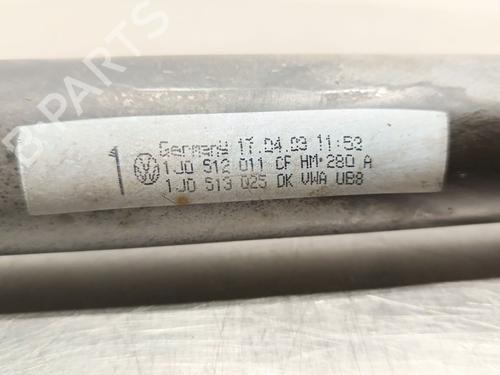 B-PARTS
Germany 17.04.03 11:53
1 1J0 512 011 CF HM*280 A
1J0 513 025 DK VWA UB8